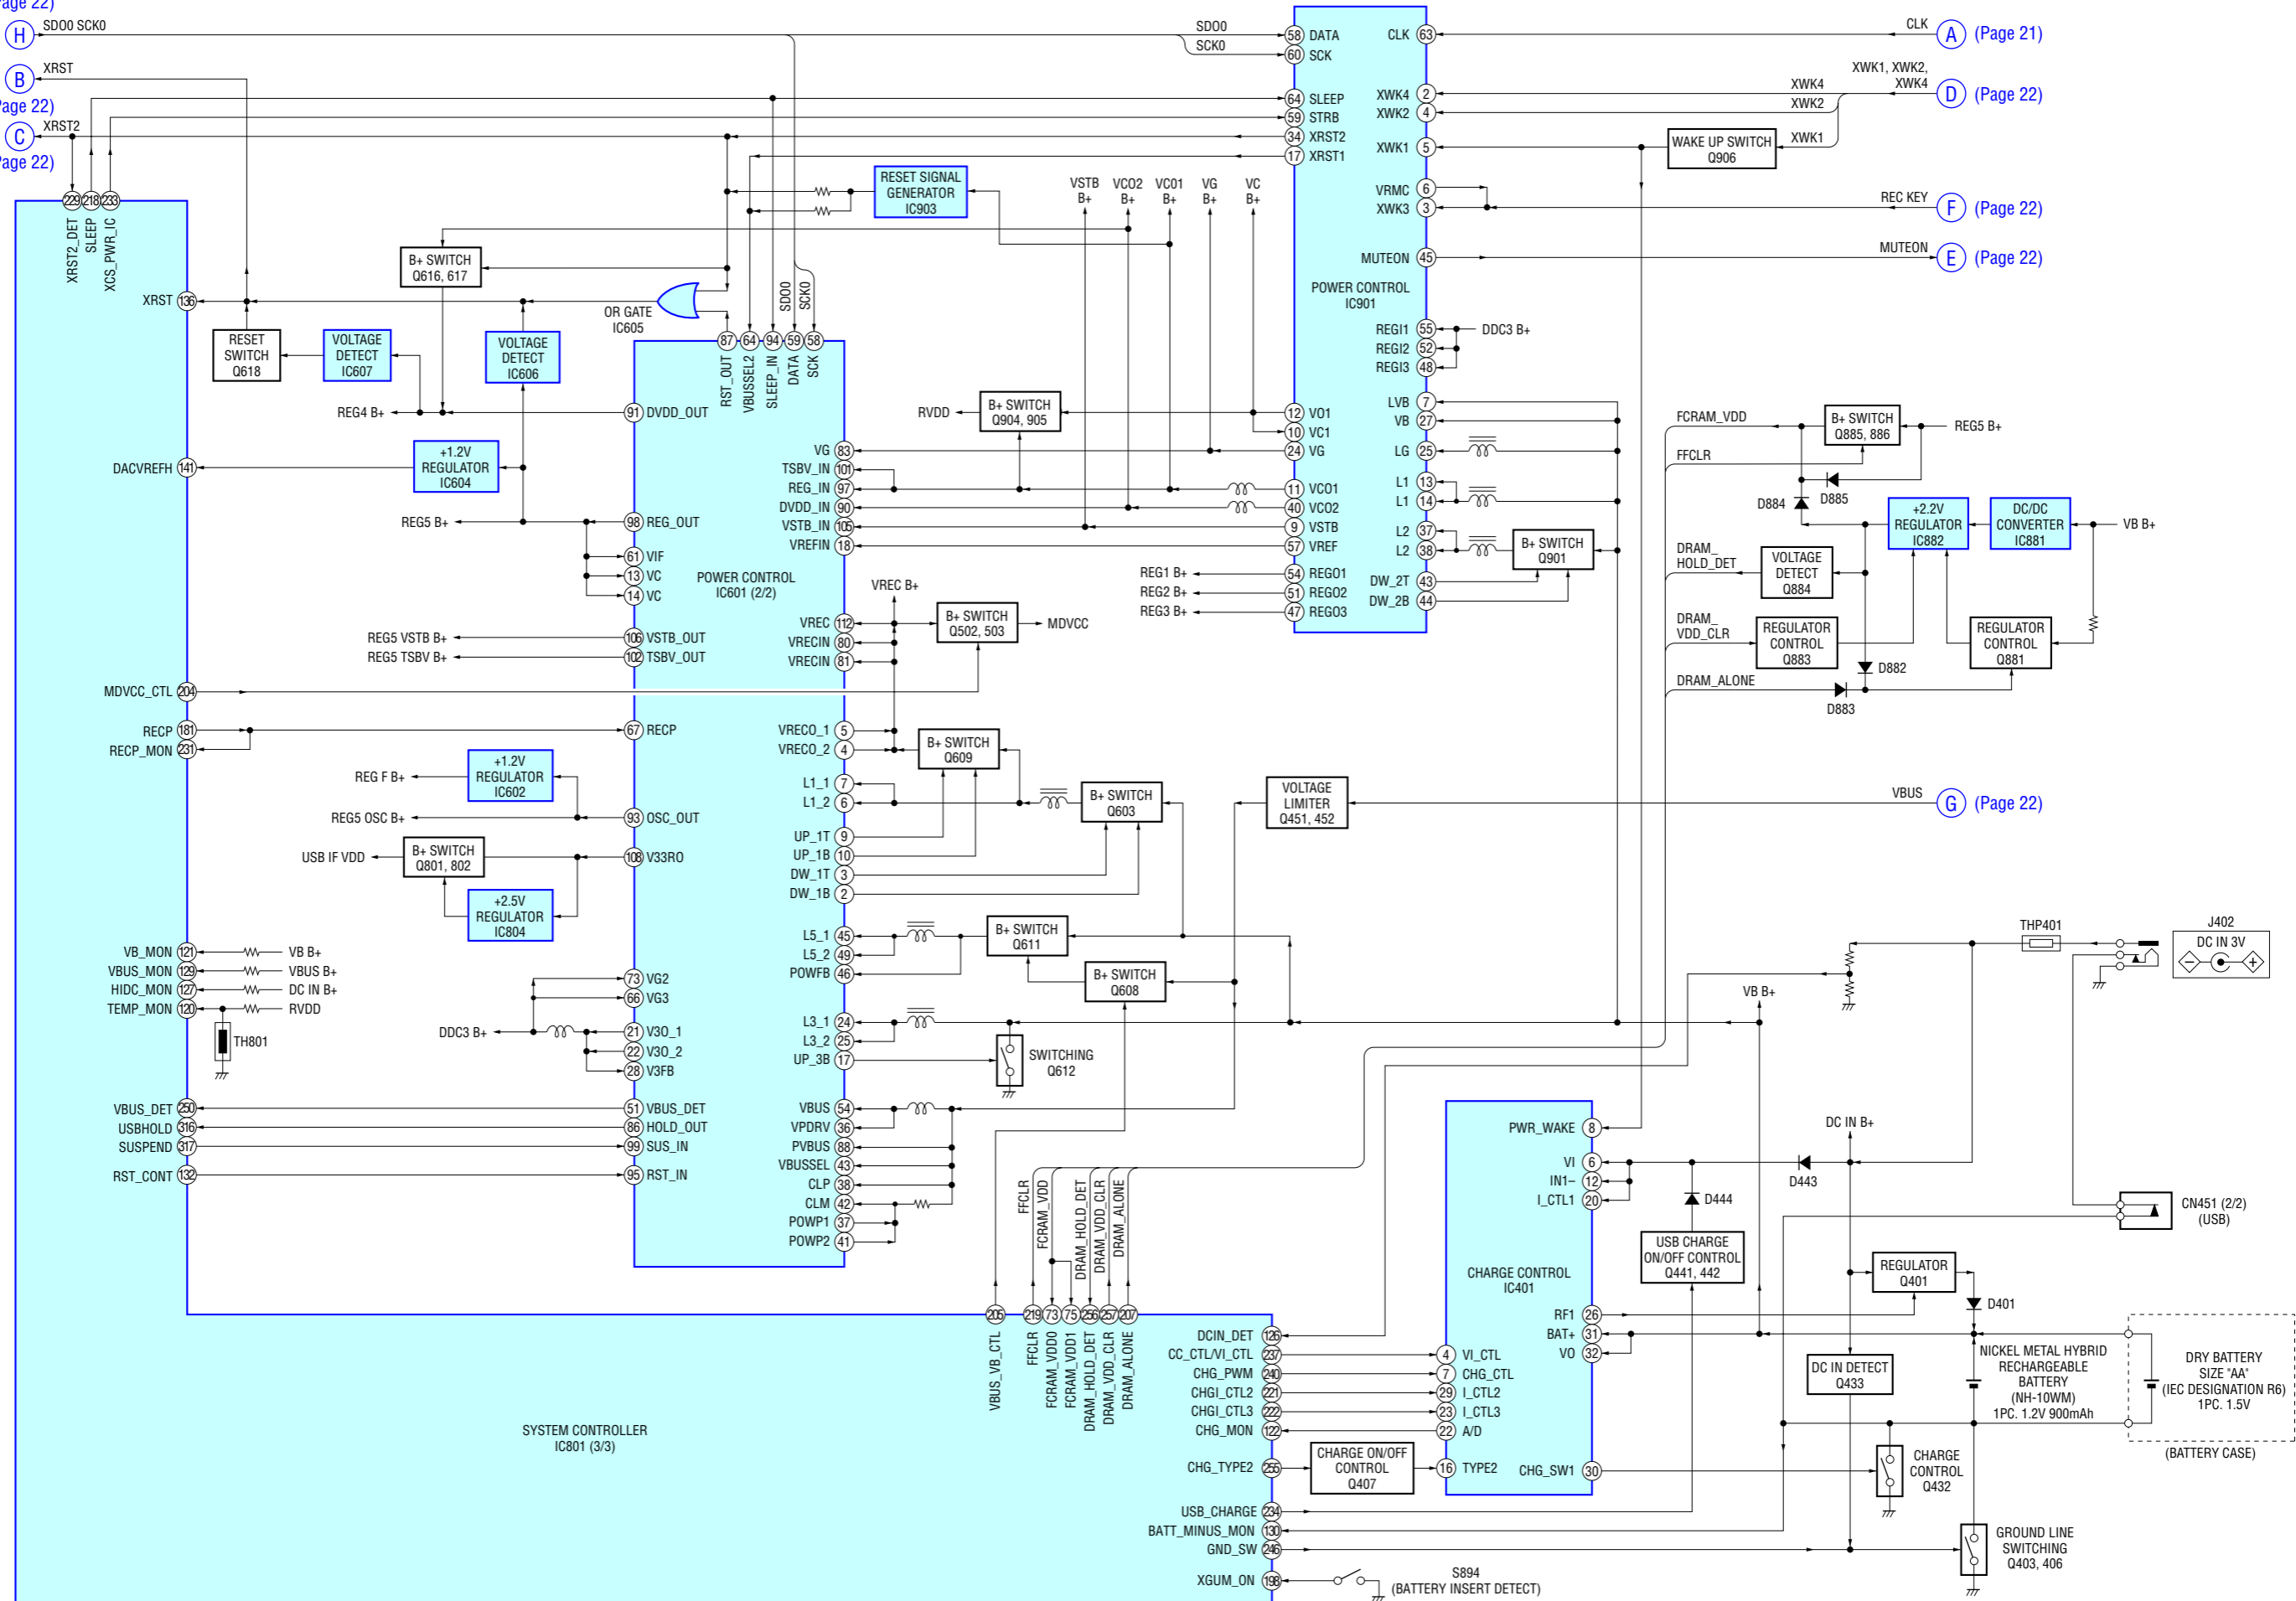 Page 22)
H
SDO0 SCK0
B
XRST
Page 22)
C
XRST2
Page 22)
SDO0
SCK0
58 DATA
60 SCK
64 SLEEP
59 STRB
34 XRST2
17 XRST1
CLK 63
XWK4 2
XWK2 4
XWK1 5
VRMC 6
XWK3 3
MUTEON 45
POWER CONTROL
IC901
REGI1 55
DDC3 B+
REGI2 52
REGI3 48
LVB 7
VB 27
LG 25
L1 13
L1 14
L2 37
L2 38
DW_2T 43
DW_2B 44
12 VO1
10 VC1
24 VG
11 VCO1
40 VCO2
9 VSTB
57 VREF
54 REGO1
51 REGO2
47 REGO3
REG1 B+
REG2 B+
REG3 B+
CLK
A (Page 21)
XWK1, XWK2,
XWK4
XWK4
XWK2
D (Page 22)
WAKE UP SWITCH
Q906
XWK1
REC KEY
F (Page 22)
MUTEON
E (Page 22)
229 218 233
XRST2_DET
SLEEP
XCS_PWR_IC
RESET SIGNAL
GENERATOR
IC903
VSTB
B+
VCO2
B+
VC01
B+
VG
B+
VC
B+
B+ SWITCH
Q616, 617
XRST 136
OR GATE
IC605
SDO0
SCK0
RESET
SWITCH
Q618
VOLTAGE
DETECT
IC607
VOLTAGE
DETECT
IC606
87 64 94 59 58
RST_OUT
VBUSSEL2
SLEEP_IN
DATA
SCK
REG4 B+
91 DVDD_OUT
RVDD
B+ SWITCH
Q904, 905
DACVREFH 141
+1.2V
REGULATOR
IC604
VG 83
TSBV_IN 101
REG_IN 97
DVDD_IN 90
VSTB_IN 105
VREFIN 18
REG5 B+
98 REG_OUT
61 VIF
13 VC
14 VC
POWER CONTROL
IC601 (2/2)
B+ SWITCH
Q901
VREC B+
VREC 112
VRECIN 80
VRECIN 81
B+ SWITCH
Q502, 503
MDVCC
REG5 VSTB B+
106 VSTB_OUT
REG5 TSBV B+
102 TSBV_OUT
FCRAM_VDD
B+ SWITCH
Q885, 886
REG5 B+
FFCLR
D885
D884
+2.2V
REGULATOR
IC882
DC/DC
CONVERTER
IC881
VB B+
DRAM_
HOLD_DET
VOLTAGE
DETECT
Q884
DRAM_
VDD_CLR
REGULATOR
CONTROL
Q883
REGULATOR
CONTROL
Q881
D882
DRAM_ALONE
D883
MDVCC_CTL 204
RECP 181
RECP_MON 231
67 RECP
VRECO_1 5
VRECO_2 4
B+ SWITCH
Q609
REG F B+
+1.2V
REGULATOR
IC602
L1_1 7
L1_2 6
B+ SWITCH
Q603
VOLTAGE
LIMITER
Q451, 452
VBUS
G (Page 22)
REG5 OSC B+
93 OSC_OUT
UP_1T 9
UP_1B 10
DW_1T 3
DW_1B 2
USB IF VDD
B+ SWITCH
Q801, 802
108 V33RO
+2.5V
REGULATOR
IC804
L5_1 45
L5_2 49
POWFB 46
B+ SWITCH
Q611
B+ SWITCH
Q608
THP401
J402
DC IN 3V
− +
VB_MON 121
VB B+
VBUS_MON 129
VBUS B+
HIDC_MON 127
DC IN B+
TEMP_MON 120
RVDD
TH801
73 VG2
66 VG3
DDC3 B+
21 V3O_1
22 V3O_2
28 V3FB
L3_1 24
L3_2 25
UP_3B 17
SWITCHING
Q612
VB B+
VBUS_DET 250
USBHOLD 316
SUSPEND 317
RST_CONT 132
51 VBUS_DET
86 HOLD_OUT
99 SUS_IN
95 RST_IN
VBUS 54
VPDRV 36
PVBUS 88
VBUSSEL 43
CLP 38
CLM 42
POWP1 37
POWP2 41
FFCLR
FCRAM_VDD
DRAM_HOLD_DET
DRAM_VDD_CLR
DRAM_ALONE
PWR_WAKE 8
VI 6
IN1− 12
I_CTL1 20
DC IN B+
D443
D444
USB CHARGE
ON/OFF CONTROL
Q441, 442
CN451 (2/2)
(USB)
CHARGE CONTROL
IC401
REGULATOR
Q401
D401
RF1 26
BAT+ 31
VO 32
205 219 73 75 256 257 207
VBUS_VB_CTL
FFCLR
FCRAM_VDD0
FCRAM_VDD1
DRAM_HOLD_DET
DRAM_VDD_CLR
DRAM_ALONE
DCIN_DET 126
CC_CTL/VI_CTL 237
CHG_PWM 240
CHGI_CTL2 221
CHGI_CTL3 222
CHG_MON 122
CHG_TYPE2 255
4 VI_CTL
7 CHG_CTL
29 I_CTL2
23 I_CTL3
22 A/D
16 TYPE2
CHARGE ON/OFF
CONTROL
Q407
CHG_SW1 30
DC IN DETECT
Q433
NICKEL METAL HYBRID
RECHARGEABLE
BATTERY
(NH-10WM)
1PC. 1.2V 900mAh
DRY BATTERY
SIZE "AA"
(IEC DESIGNATION R6)
1PC. 1.5V
(BATTERY CASE)
CHARGE
CONTROL
Q432
SYSTEM CONTROLLER
IC801 (3/3)
USB_CHARGE 234
BATT_MINUS_MON 130
GND_SW 246
XGUM_ON 198
S894
(BATTERY INSERT DETECT)
GROUND LINE
SWITCHING
Q403, 406